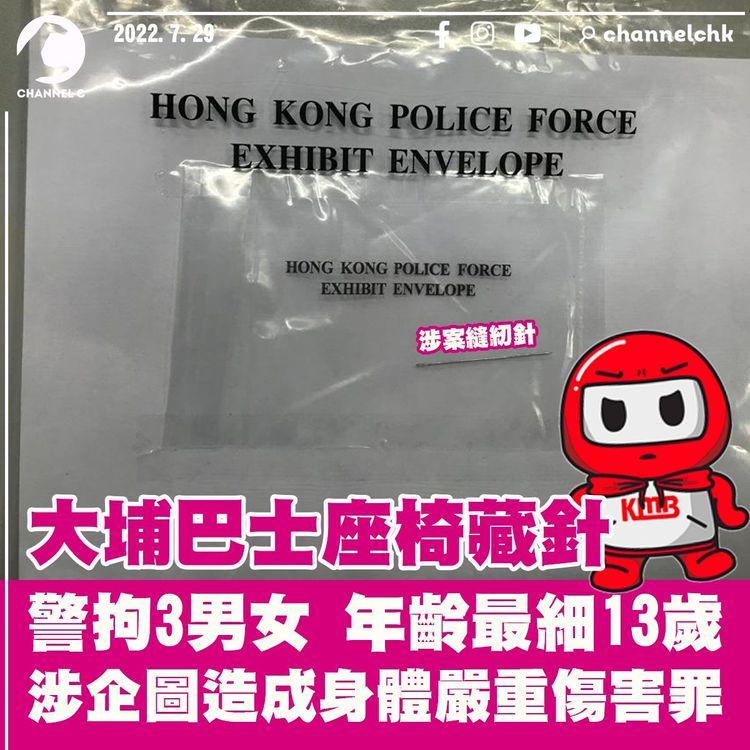 2022.7.29
channelchk
CHANNEL C
HONG KONG POLICE FORCE
EXHIBIT ENVELOPE
HONG KONG POLICE FORCE
EXHIBIT ENVELOPE
涉案縫紉針
KMB
大埔巴士座椅藏針
警拘3男女 年齡最細13歲
涉企圖造成身體嚴重傷害罪